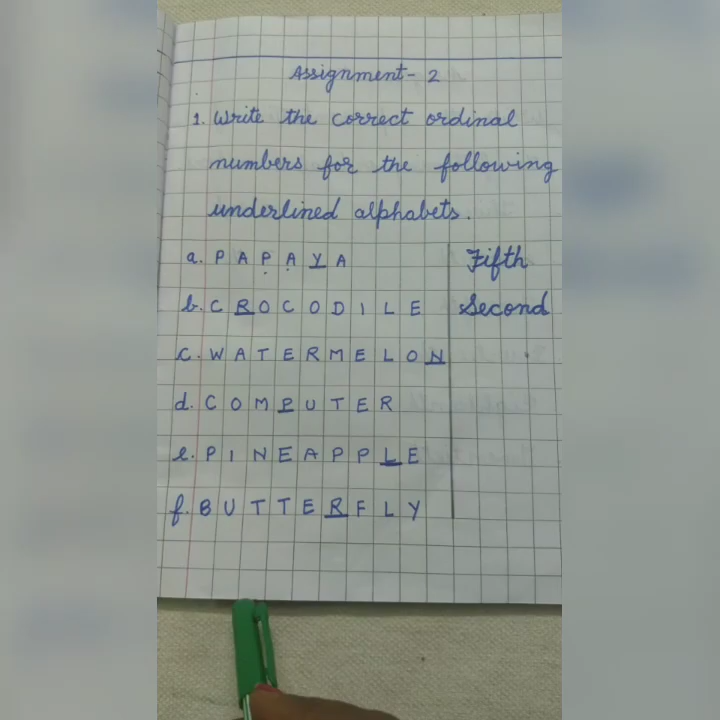 Assignment- 2
1. Write the correct ordinal
numbers for the following
underlined alphabets.
a. P A P A Y A Fifth
b. C R O C O D I L E Second
c. W A T E R M E L O N
d. C O M P U T E R
e. P I N E A P P L E
f. B U T T E R F L Y